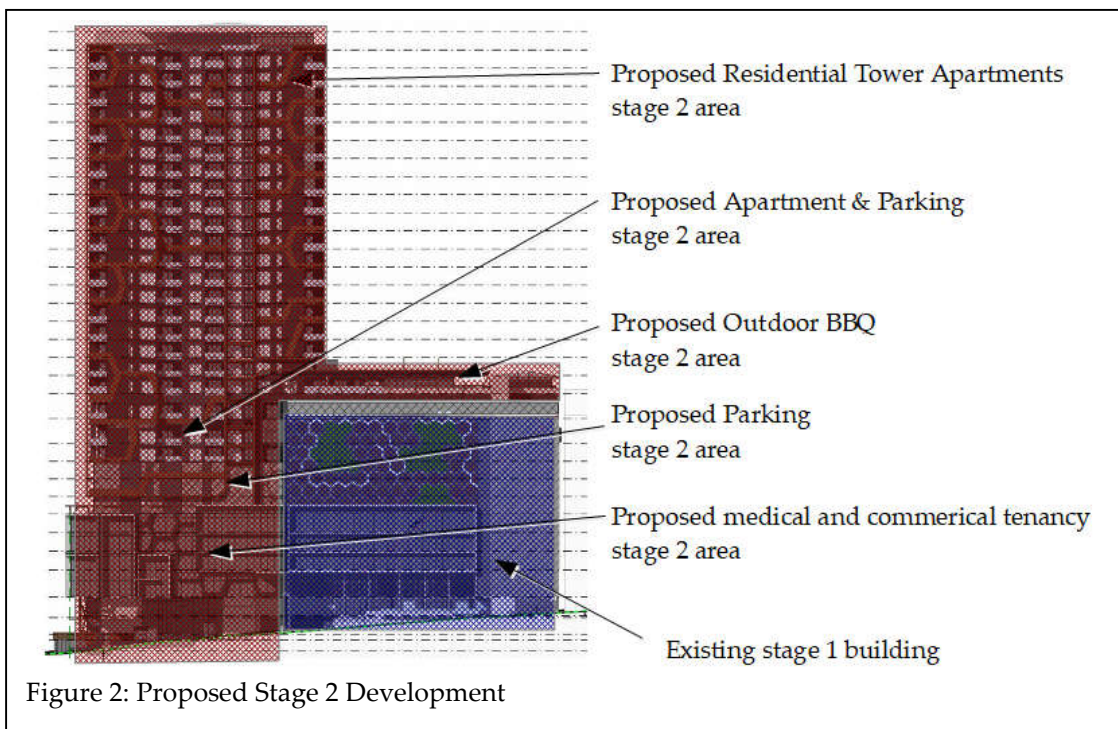 Proposed Residential Tower Apartments
stage 2 area
Proposed Apartment & Parking
stage 2 area
Proposed Outdoor BBQ
stage 2 area
Proposed Parking
stage 2 area
Proposed medical and commerical tenancy
stage 2 area
Existing stage 1 building
Figure 2: Proposed Stage 2 Development